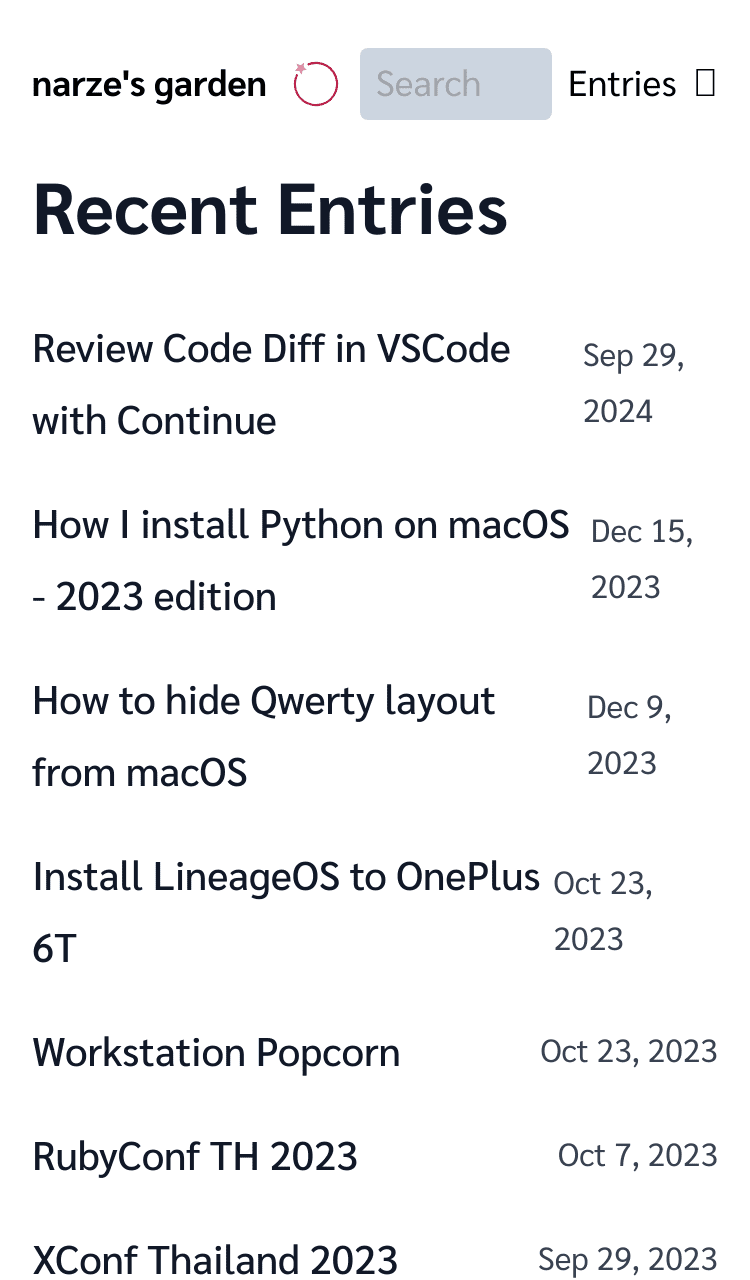 narze's garden Search Entries
Recent Entries
Review Code Diff in VSCode
with Continue
Sep 29,
2024
How I install Python on macOS
- 2023 edition
Dec 15,
2023
How to hide Qwerty layout
from macOS
Dec 9,
2023
Install LineageOS to OnePlus
6T
Oct 23,
2023
Workstation Popcorn Oct 23, 2023
RubyConf TH 2023 Oct 7, 2023
XConf Thailand 2023 Sep 29, 2023